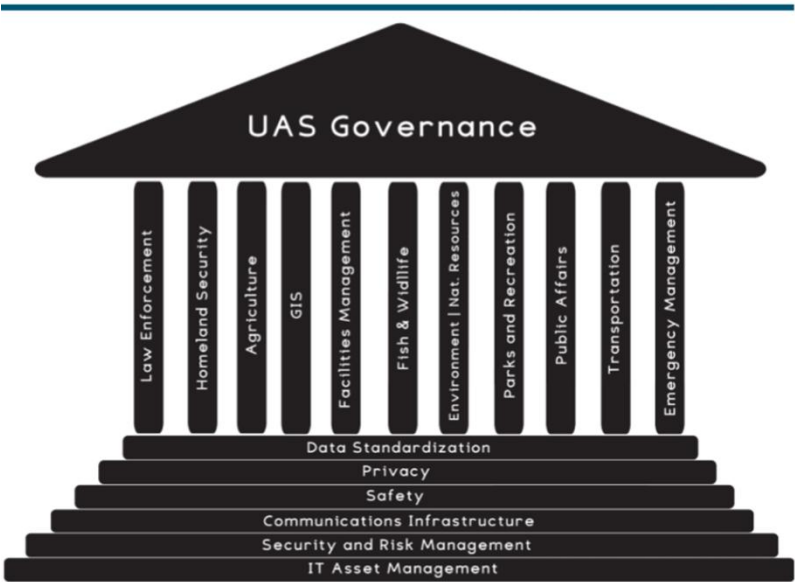 UAS Governance
Law Enforcement
Homeland Security
Agriculture
GIS
Facilities Management
Fish & Widllife
Environment | Nat. Resources
Parks and Recreation
Public Affairs
Transportation
Emergency Management
Data Standardization
Privacy
Safety
Communications Infrastructure
Security and Risk Management
IT Asset Management